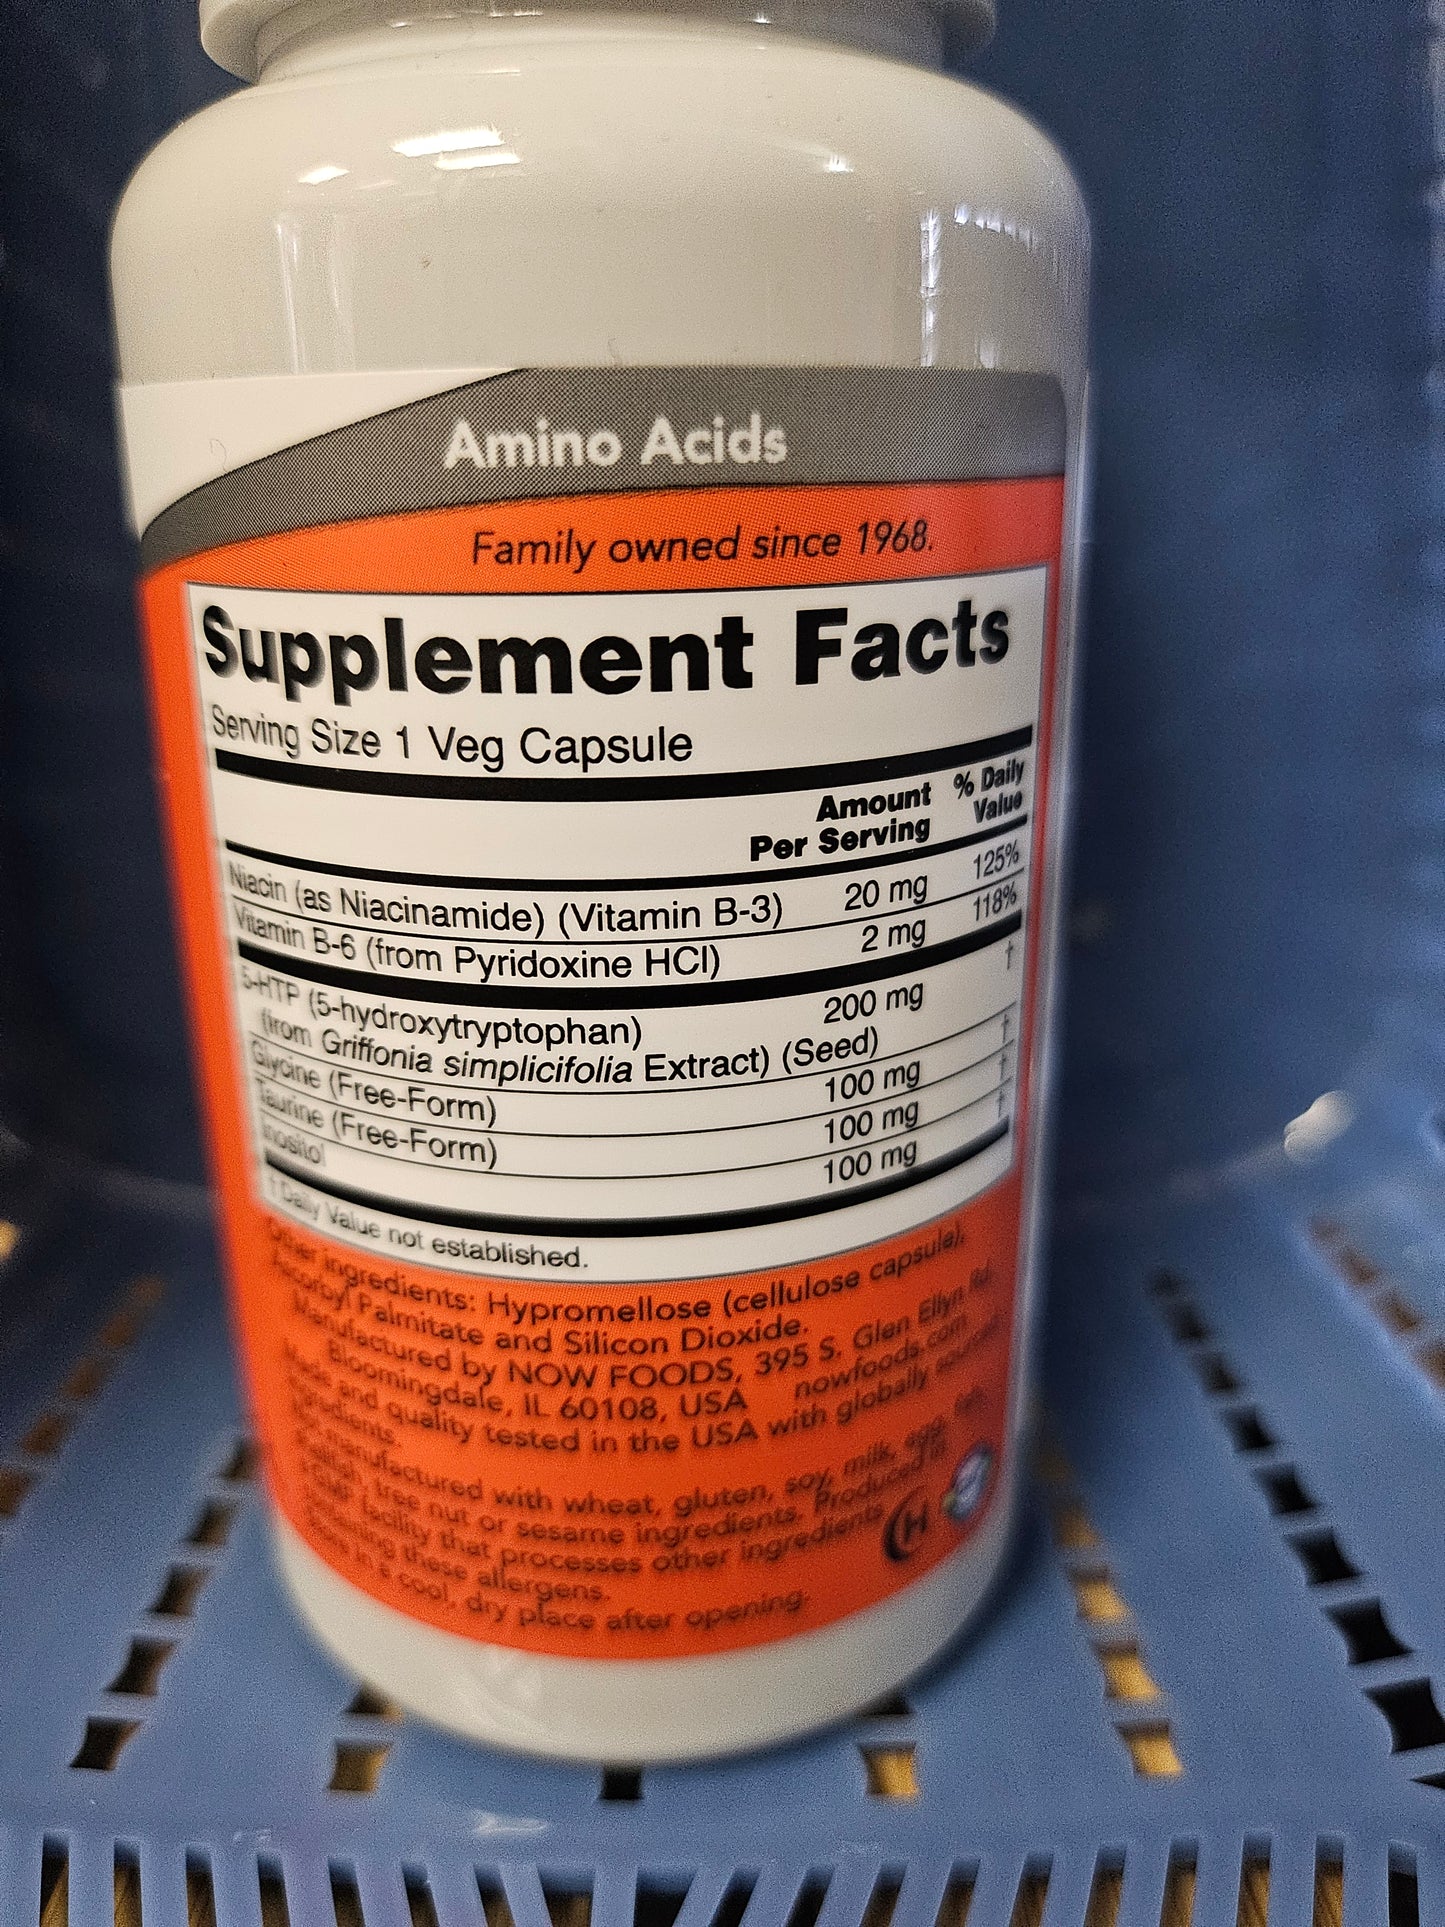 Amino Acids
Family owned since 1968.
Supplement Facts
Serving Size 1 Veg Capsule
Amount Per Serving % Daily Value
Niacin (as Niacinamide) (Vitamin B-3) 20 mg 125%
Vitamin B-6 (from Pyridoxine HCl) 2 mg 118%
5-HTP (5-hydroxytryptophan) 200 mg †
(from Griffonia simplicifolia Extract) (Seed)
Glycine (Free-Form) 100 mg †
Taurine (Free-Form) 100 mg †
Inositol 100 mg †
† Daily Value not established.
Other ingredients: Hypromellose (cellulose capsule),
Ascorbyl Palmitate and Silicon Dioxide.
Manufactured by NOW FOODS, 395 S. Glen Ellyn Rd.
Bloomingdale, IL 60108, USA nowfoods.com
Made and quality tested in the USA with globally sourced
ingredients.
Not manufactured with wheat, gluten, soy, milk, egg, fish,
shellfish, tree nut or sesame ingredients. Produced in
a GMP facility that processes other ingredients
containing these allergens.
Store in a cool, dry place after opening.